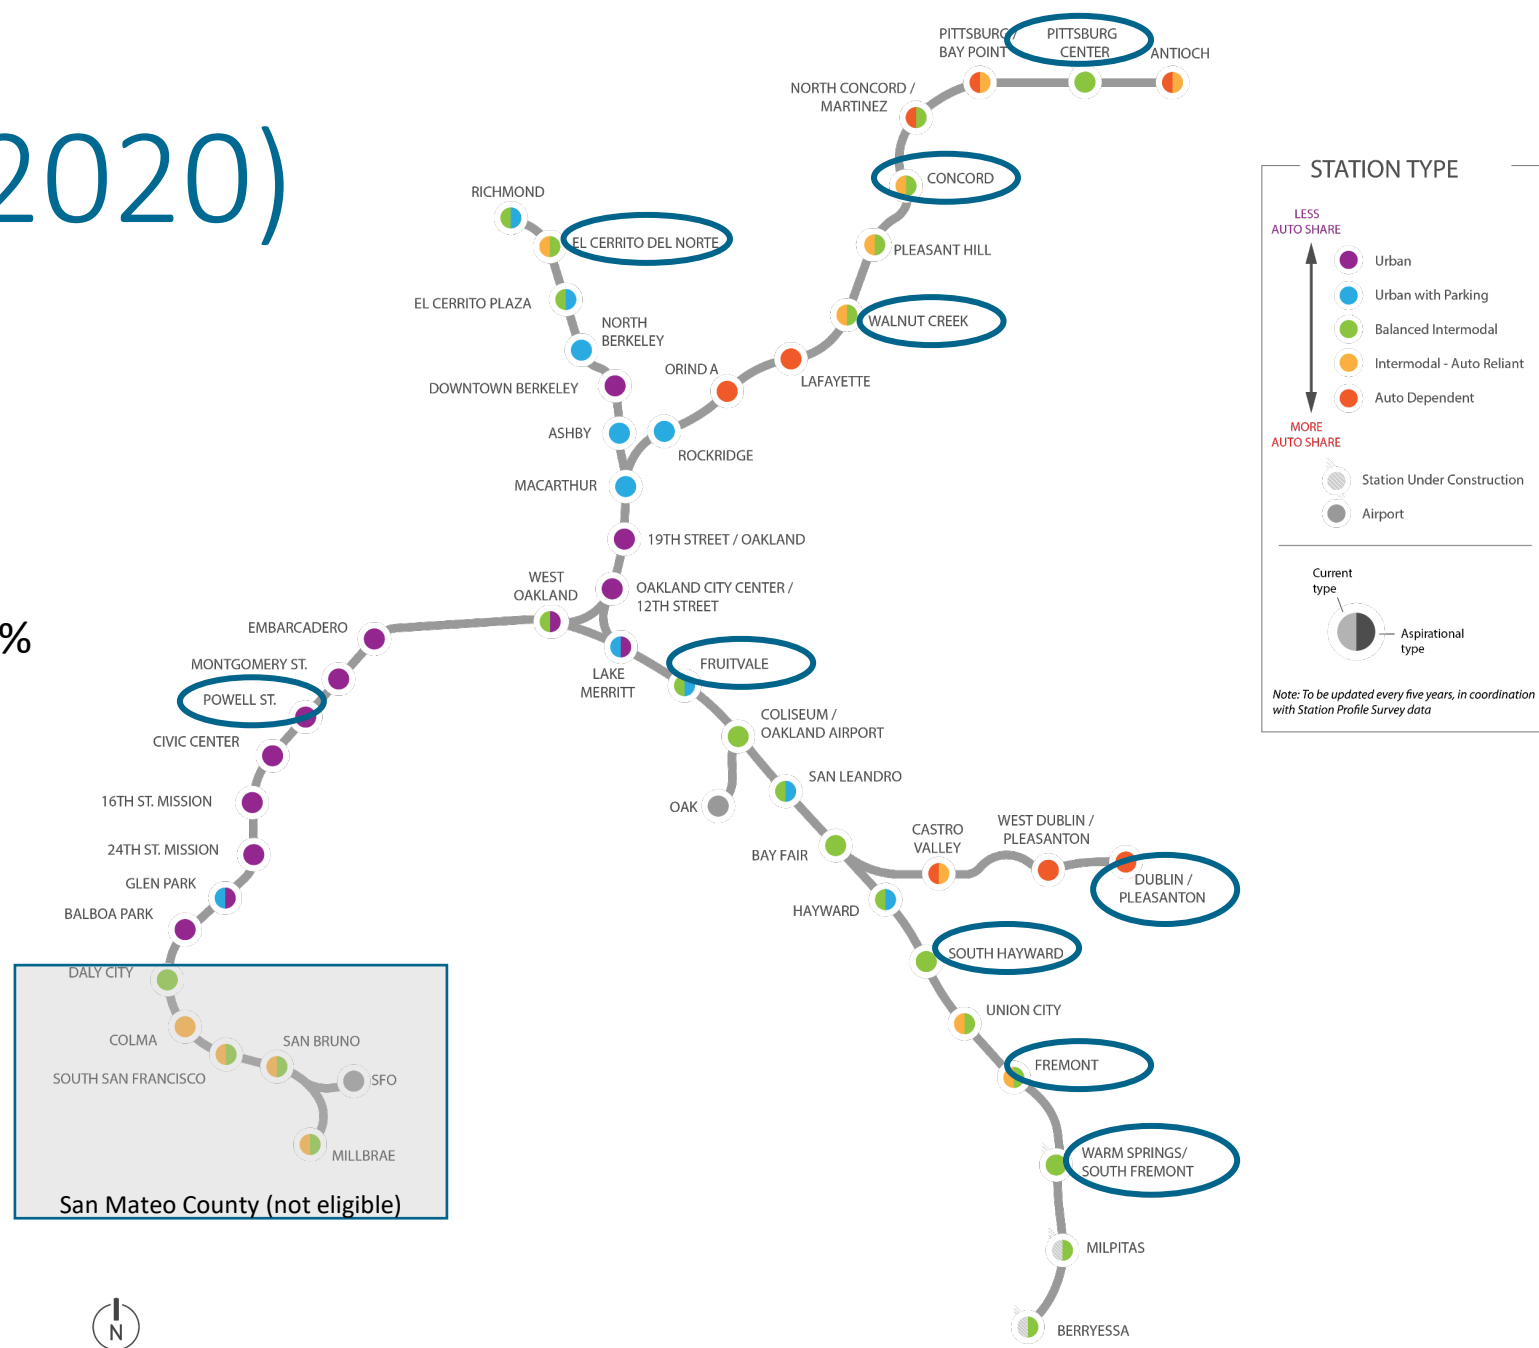 2020)
%
PITTSBURG /
BAY POINT
PITTSBURG
CENTER
ANTIOCH
NORTH CONCORD /
MARTINEZ
CONCORD
RICHMOND
EL CERRITO DEL NORTE
PLEASANT HILL
EL CERRITO PLAZA
WALNUT CREEK
NORTH
BERKELEY
ORINDA
LAFAYETTE
DOWNTOWN BERKELEY
ASHBY
ROCKRIDGE
MACARTHUR
19TH STREET / OAKLAND
WEST
OAKLAND
OAKLAND CITY CENTER /
12TH STREET
EMBARCADERO
MONTGOMERY ST.
LAKE
MERRITT
FRUITVALE
POWELL ST.
CIVIC CENTER
COLISEUM /
OAKLAND AIRPORT
SAN LEANDRO
16TH ST. MISSION
OAK
24TH ST. MISSION
BAY FAIR
CASTRO
VALLEY
WEST DUBLIN /
PLEASANTON
GLEN PARK
DUBLIN /
PLEASANTON
HAYWARD
BALBOA PARK
SOUTH HAYWARD
DALY CITY
UNION CITY
COLMA
SAN BRUNO
SOUTH SAN FRANCISCO
SFO
FREMONT
MILLBRAE
WARM SPRINGS/
SOUTH FREMONT
San Mateo County (not eligible)
MILPITAS
BERRYESSA
N
STATION TYPE
LESS
AUTO SHARE
Urban
Urban with Parking
Balanced Intermodal
Intermodal - Auto Reliant
Auto Dependent
MORE
AUTO SHARE
Station Under Construction
Airport
Current
type
Aspirational
type
Note: To be updated every five years, in coordination
with Station Profile Survey data